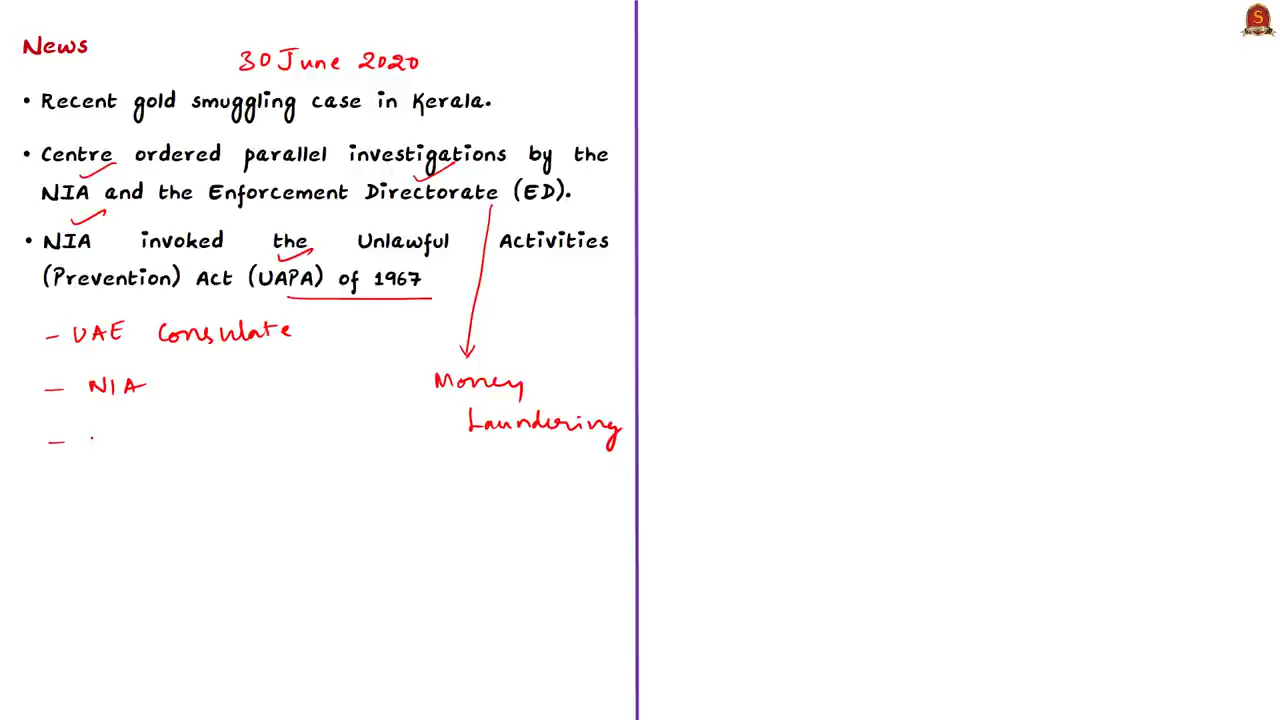 News
30 June 2020
• Recent gold smuggling case in Kerala.
• Centre ordered parallel investigations by the
NIA and the Enforcement Directorate (ED).
• NIA invoked the Unlawful Activities
(Prevention) Act (UAPA) of 1967
- UAE Consulate
- NIA
Money
Laundering
-
S